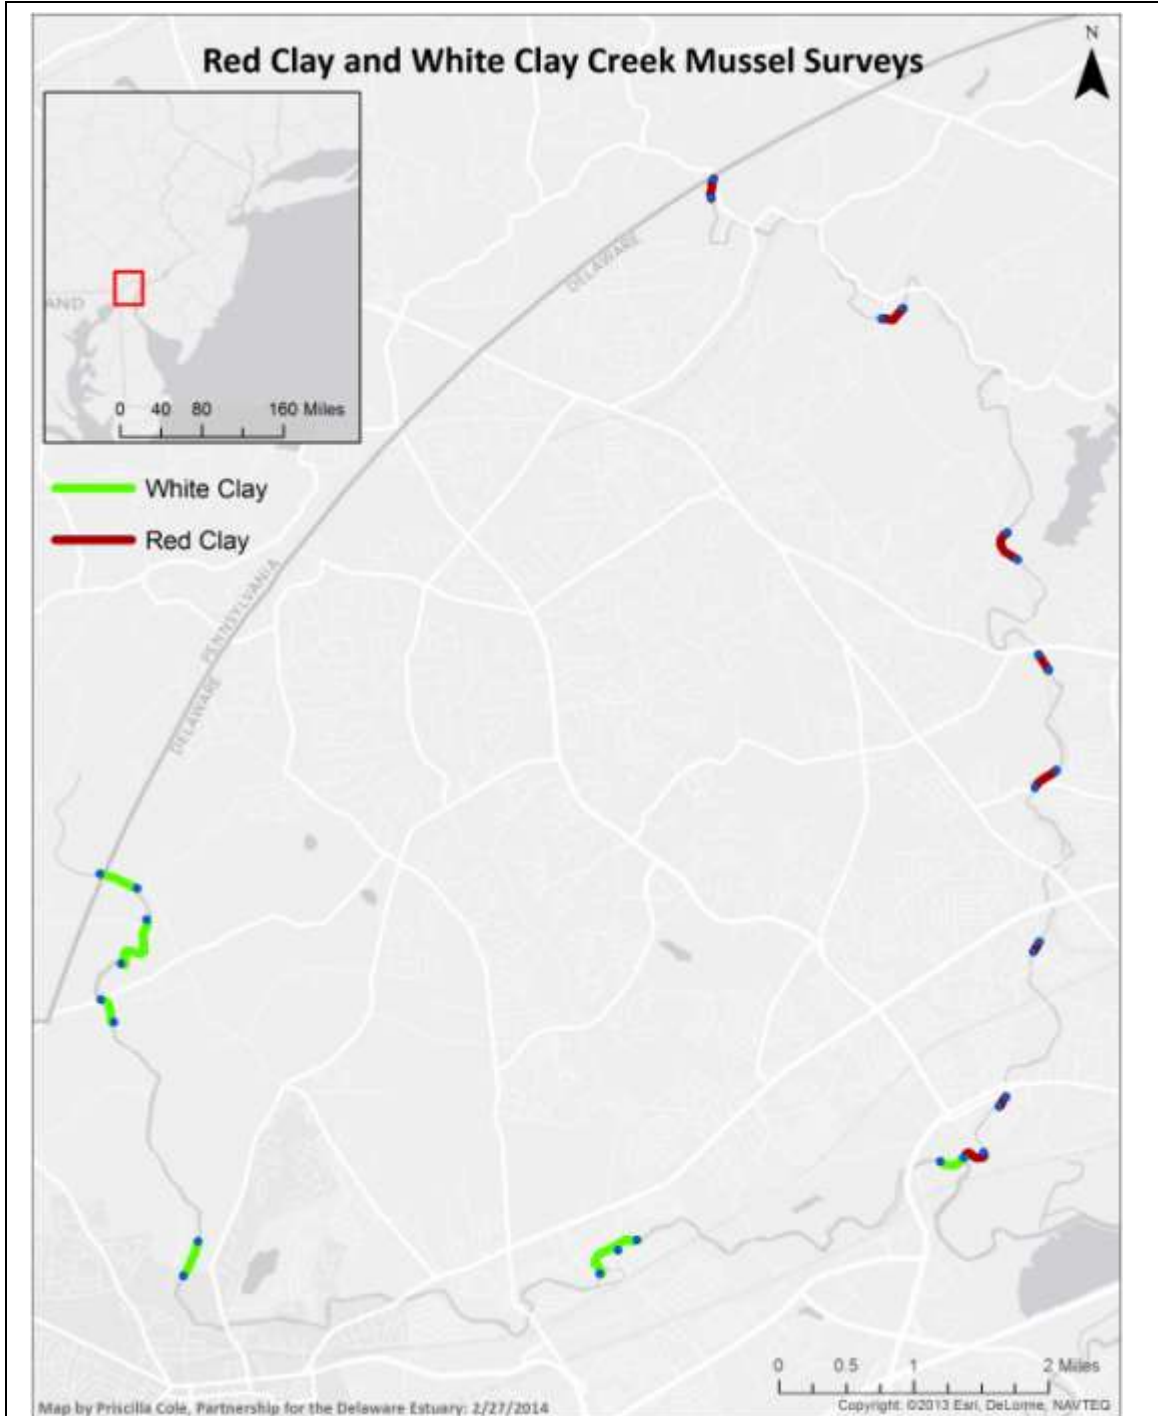 Red Clay and White Clay Creek Mussel Surveys
N
DELAWARE
AND
0 40 80 160 Miles
White Clay
Red Clay
PENNSYLVANIA
DELAWARE
0 0.5 1 2 Miles
Map by Priscilla Cole, Partnership for the Delaware Estuary: 2/27/2014
Copyright: ©2013 Esri, DeLorme, NAVTEQ